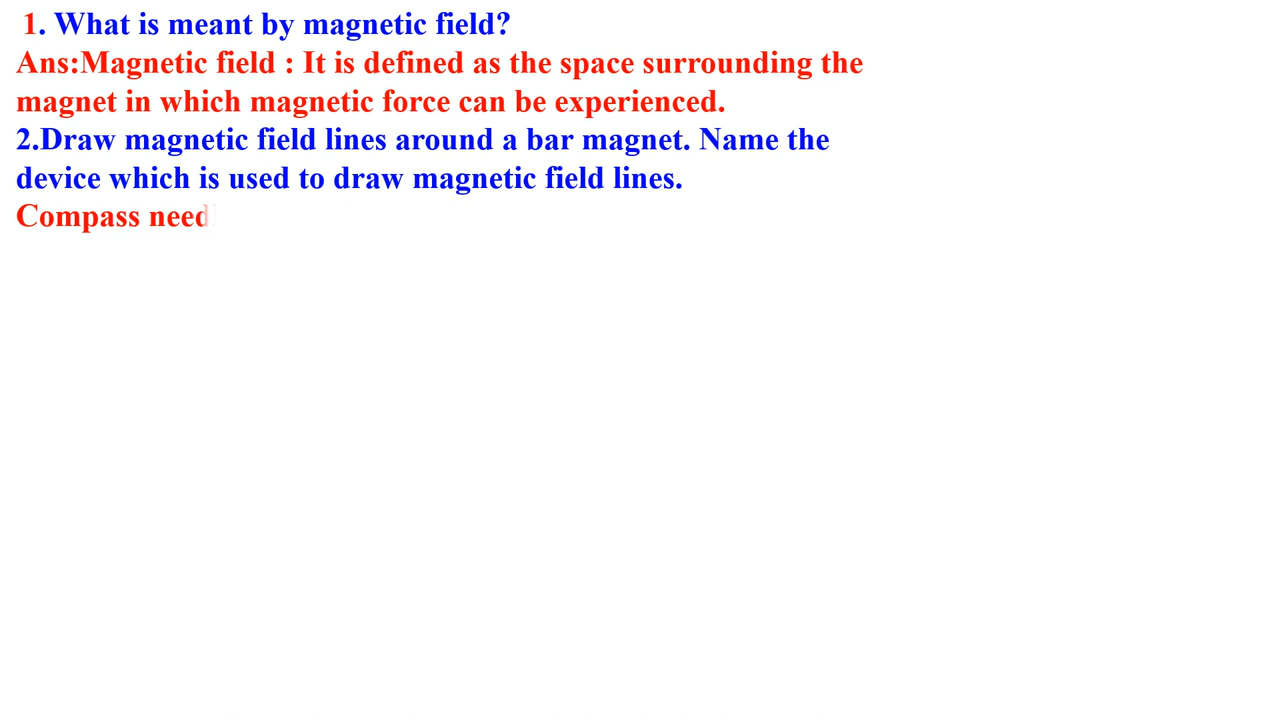 1. What is meant by magnetic field?
Ans:Magnetic field : It is defined as the space surrounding the
magnet in which magnetic force can be experienced.
2.Draw magnetic field lines around a bar magnet. Name the
device which is used to draw magnetic field lines.
Compass need